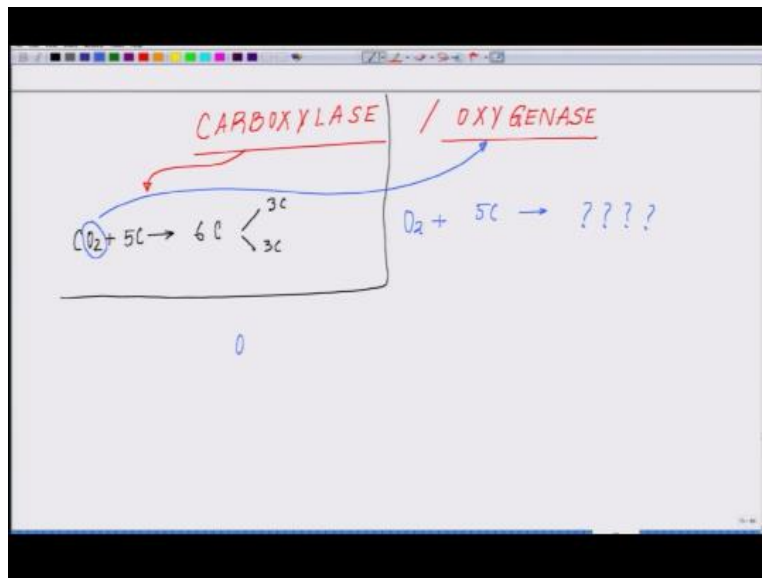 CARBOXYLASE / OXYGENASE
3C
CO2 + 5C → 6C
3C
O2 + 5C → ????
O